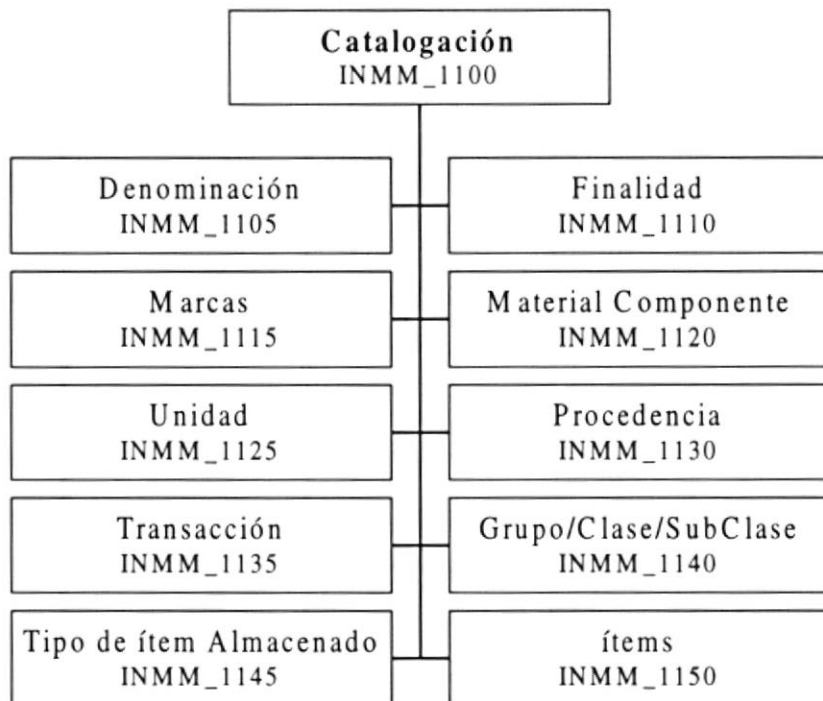 Catalogación
INMM_1100
Denominación
INMM_1105
Finalidad
INMM_1110
Marcas
INMM_1115
Material Componente
INMM_1120
Unidad
INMM_1125
Procedencia
INMM_1130
Transacción
INMM_1135
Grupo/Clase/SubClase
INMM_1140
Tipo de ítem Almacenado
INMM_1145
ítems
INMM_1150